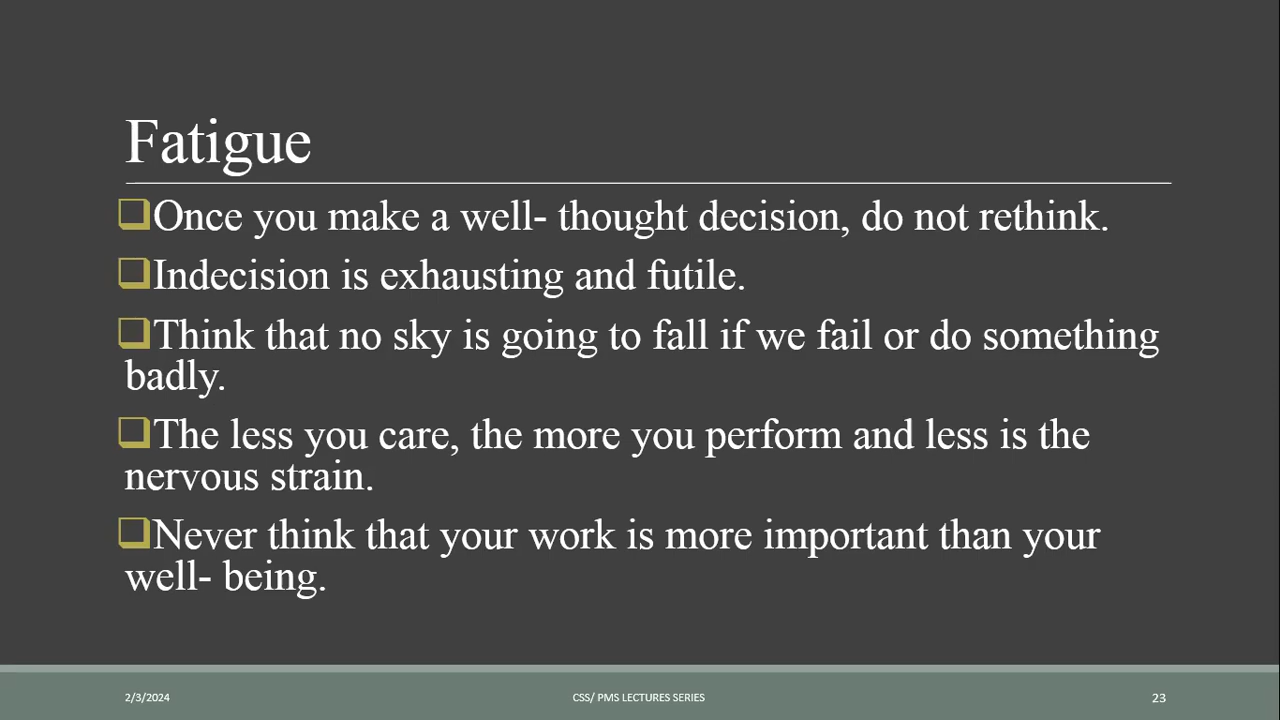 Fatigue
❑Once you make a well- thought decision, do not rethink.
❑Indecision is exhausting and futile.
❑Think that no sky is going to fall if we fail or do something
badly.
❑The less you care, the more you perform and less is the
nervous strain.
❑Never think that your work is more important than your
well- being.
2/3/2024
CSS/ PMS LECTURES SERIES
23